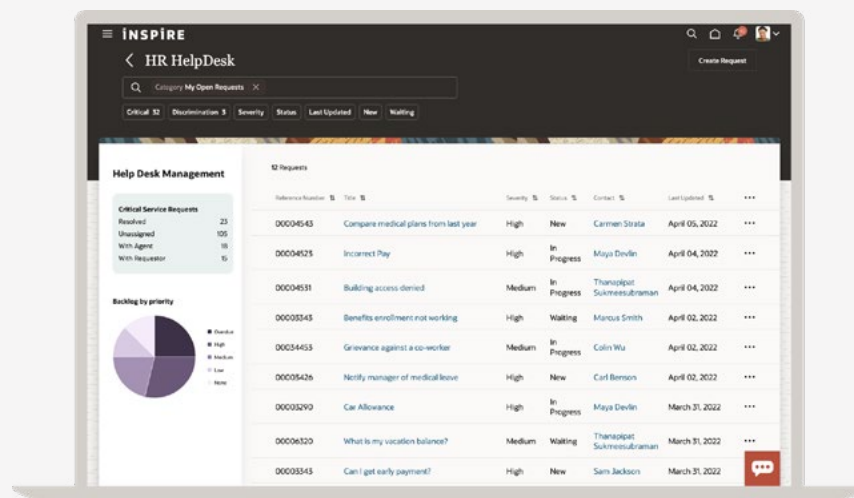 İNSPİRE
HR HelpDesk
Create Request
Category My Open Requests
Critical 32 Discrimination 3 Severity Status Last Updated New Waiting
Help Desk Management
12 Requests
Critical Service Requests
Resolved 23
Unassigned 105
With Agent 18
With Requestor 15
Backlog by priority
Overdue
High
Medium
Low
None
Reference Number Title Severity Status Contact Last Updated
00004543 Compare medical plans from last year High New Carmen Strata April 05, 2022
00004523 Incorrect Pay High In Progress Maya Devlin April 04, 2022
00004531 Building access denied Medium In Progress Thanapipat Sukmeesubraman April 04, 2022
00003343 Benefits enrollment not working High Waiting Marcus Smith April 02, 2022
00034453 Grievance against a co-worker Medium In Progress Colin Wu April 02, 2022
00003426 Notify manager of medical leave High New Carl Benson April 02, 2022
00003290 Car Allowance High In Progress Maya Devlin March 31, 2022
00006320 What is my vacation balance? Medium Waiting Thanapipat Sukmeesubraman March 31, 2022
00003343 Can I get early payment? High New Sam Jackson March 31, 2022